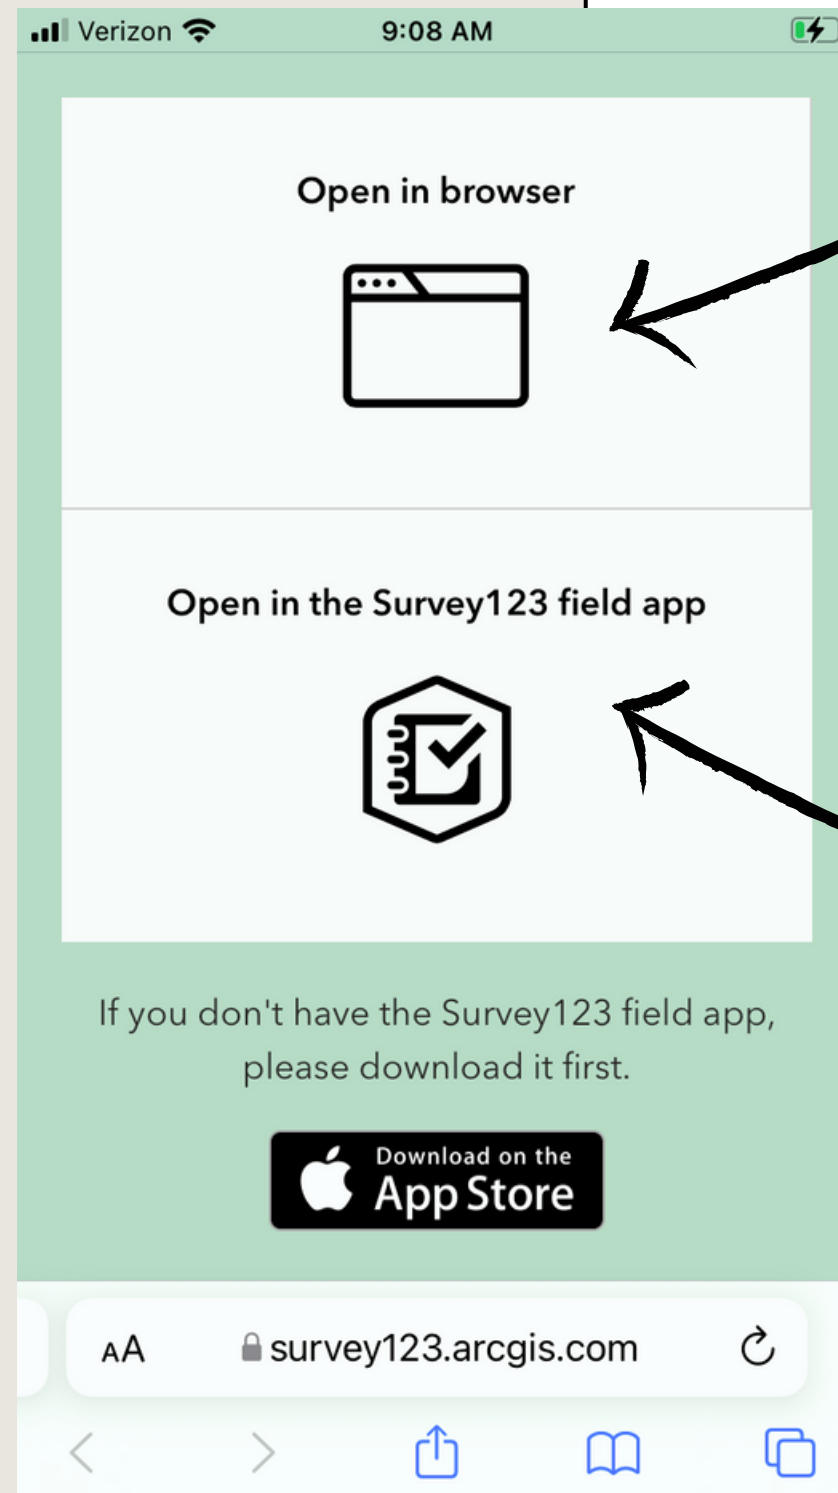 Verizon 9:08 AM
Open in browser
Open in the Survey123 field app
If you don't have the Survey123 field app,
please download it first.
Download on the
App Store
AA survey123.arcgis.com